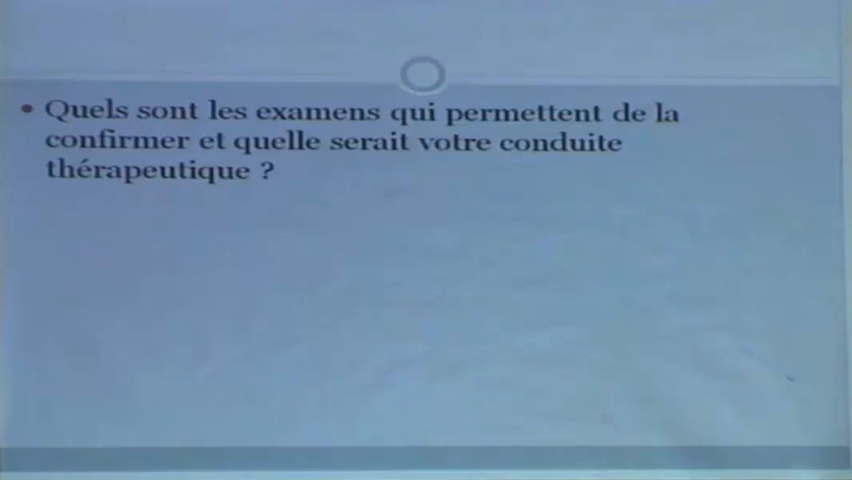 • Quels sont les examens qui permettent de la
confirmer et quelle serait votre conduite
thérapeutique ?